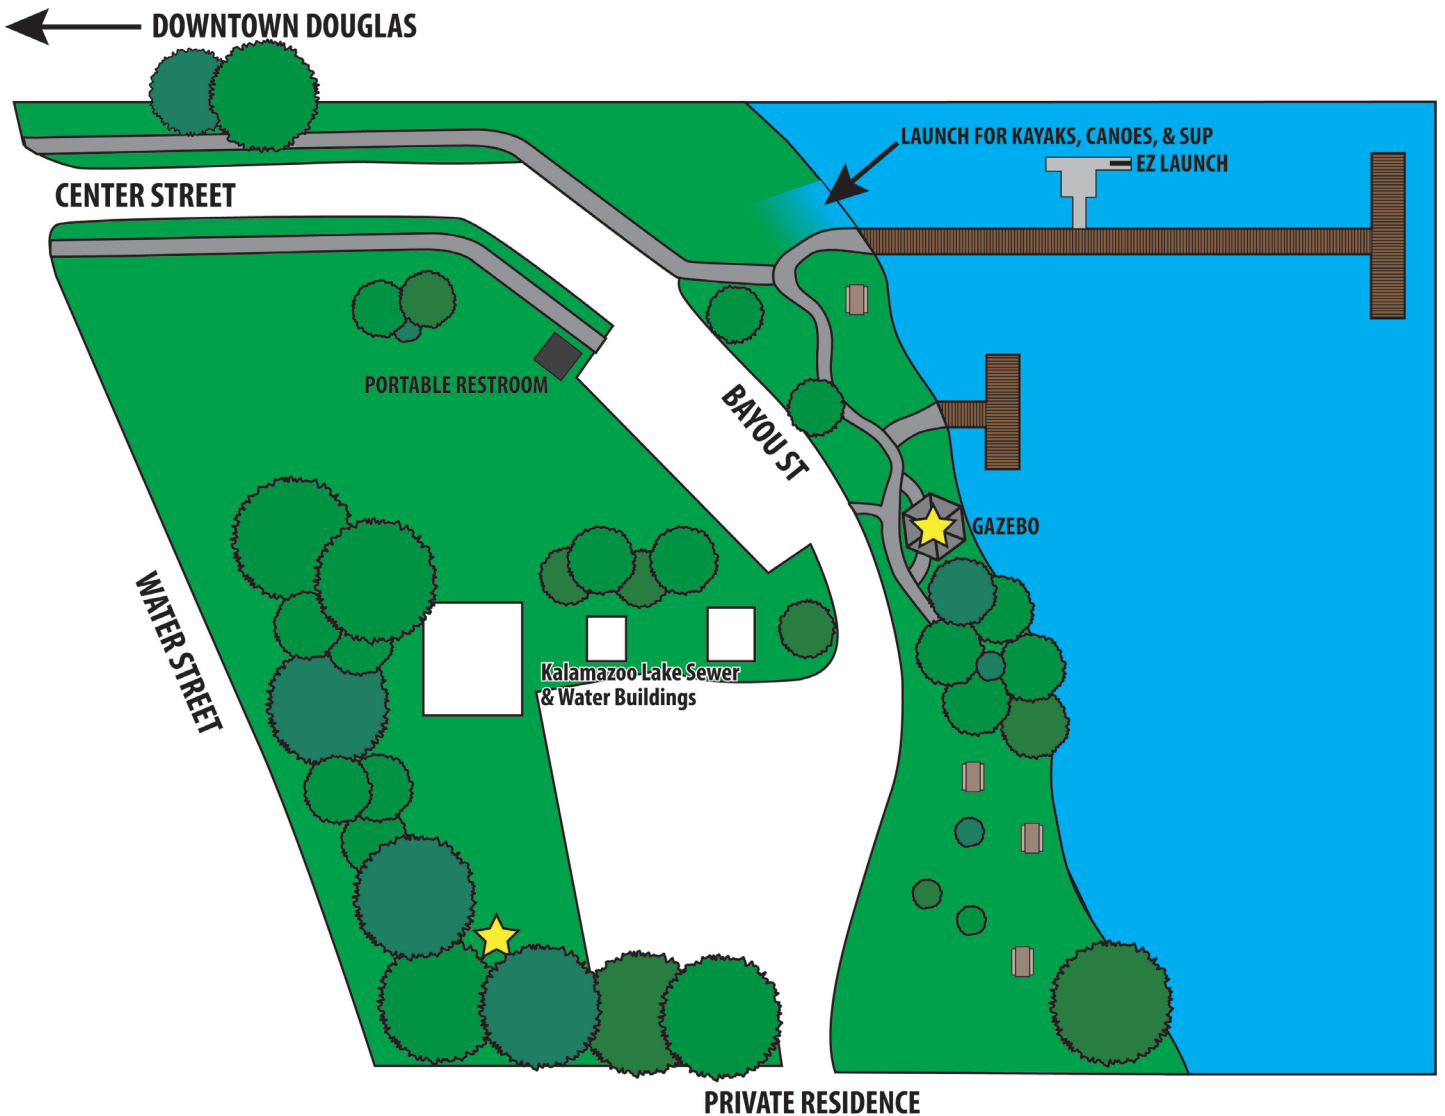 DOWNTOWN DOUGLAS
LAUNCH FOR KAYAKS, CANOES, & SUP
EZ LAUNCH
CENTER STREET
PORTABLE RESTROOM
BAYOU ST
GAZEBO
WATER STREET
Kalamazoo Lake Sewer
& Water Buildings
PRIVATE RESIDENCE